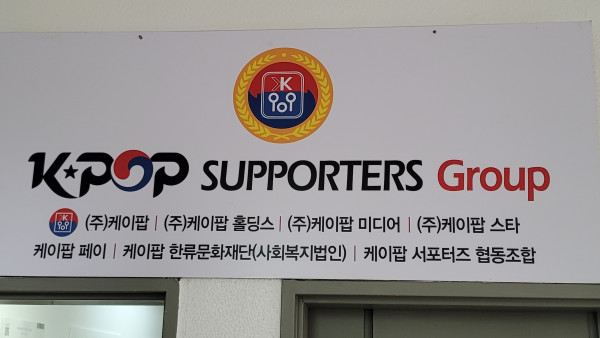 K
K★POP SUPPORTERS Group
K (주)케이팝 | (주)케이팝 홀딩스 | (주)케이팝 미디어 | (주)케이팝 스타
케이팝 페이 | 케이팝 한류문화재단(사회복지법인) | 케이팝 서포터즈 협동조합